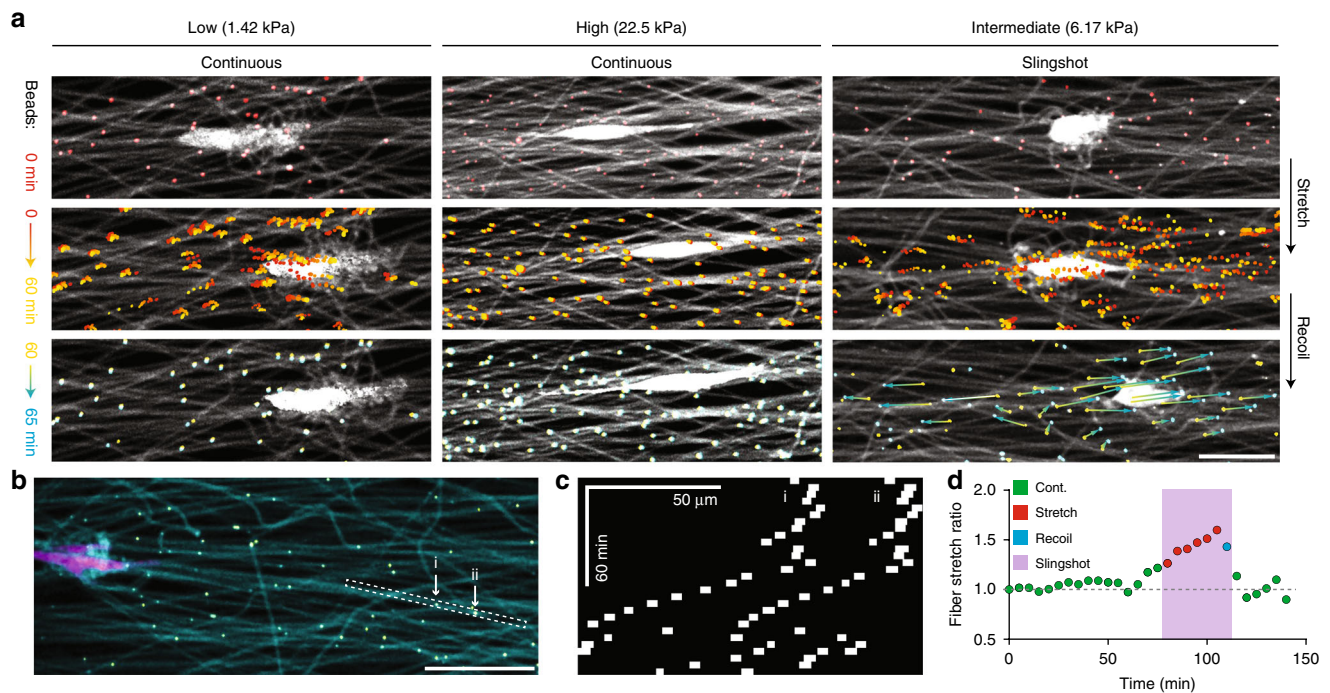 a
Low (1.42 kPa)
High (22.5 kPa)
Intermediate (6.17 kPa)
Continuous
Continuous
Slingshot
Beads:
0 min
0
60 min
60
65 min
Stretch
Recoil
b
i
ii
c
50 μm
60 min
i
ii
d
Cont.
Stretch
Recoil
Slingshot
Fiber stretch ratio
2.0
1.5
1.0
0.5
0
50
100
150
Time (min)